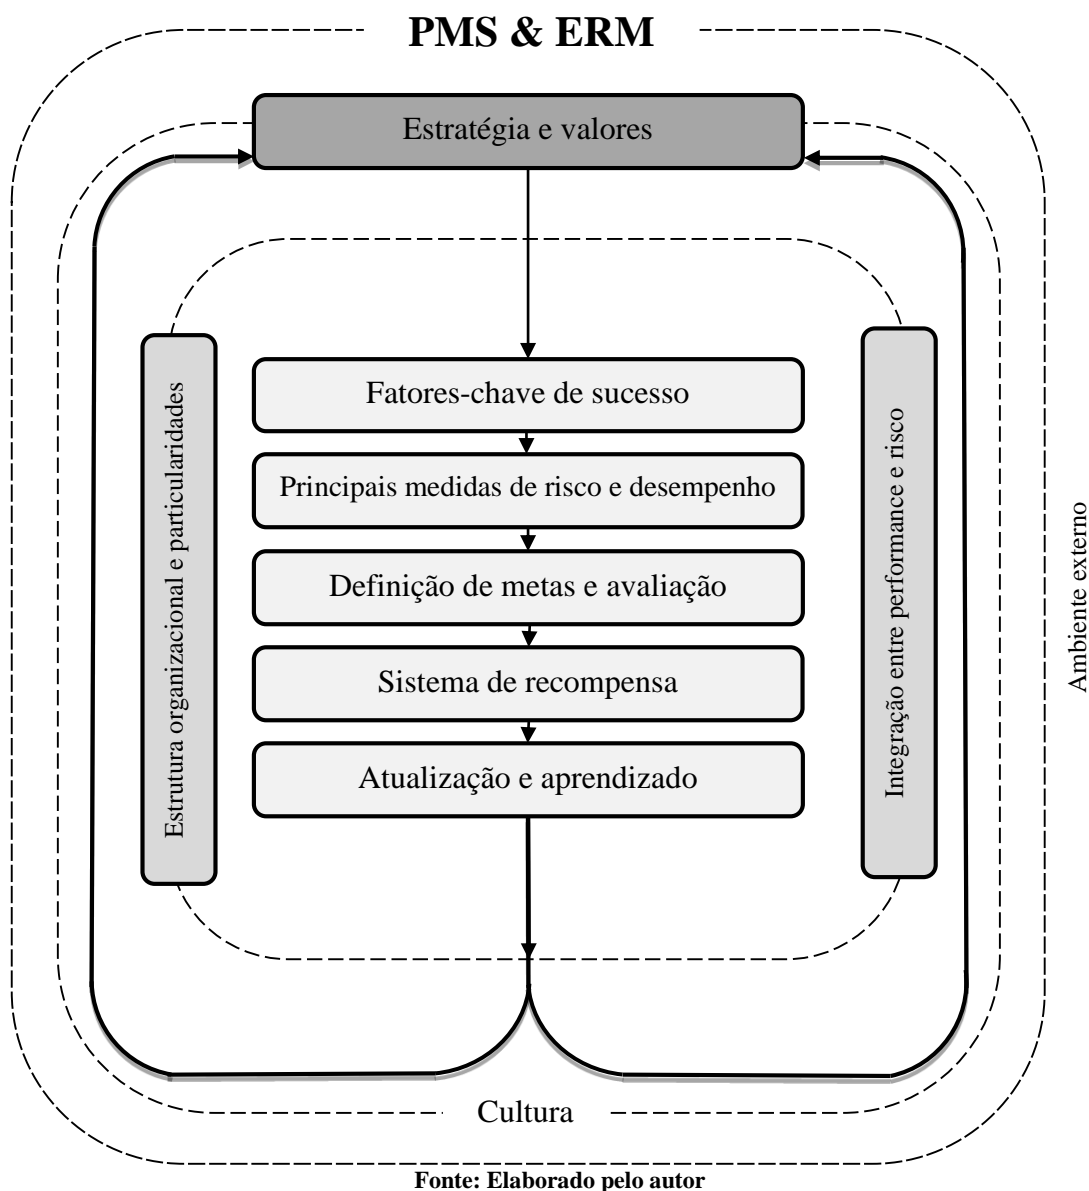 PMS & ERM
Estratégia e valores
Fatores-chave de sucesso
Principais medidas de risco e desempenho
Definição de metas e avaliação
Sistema de recompensa
Atualização e aprendizado
Estrutura organizacional e particularidades
Integração entre performance e risco
Ambiente externo
Cultura
Fonte: Elaborado pelo autor